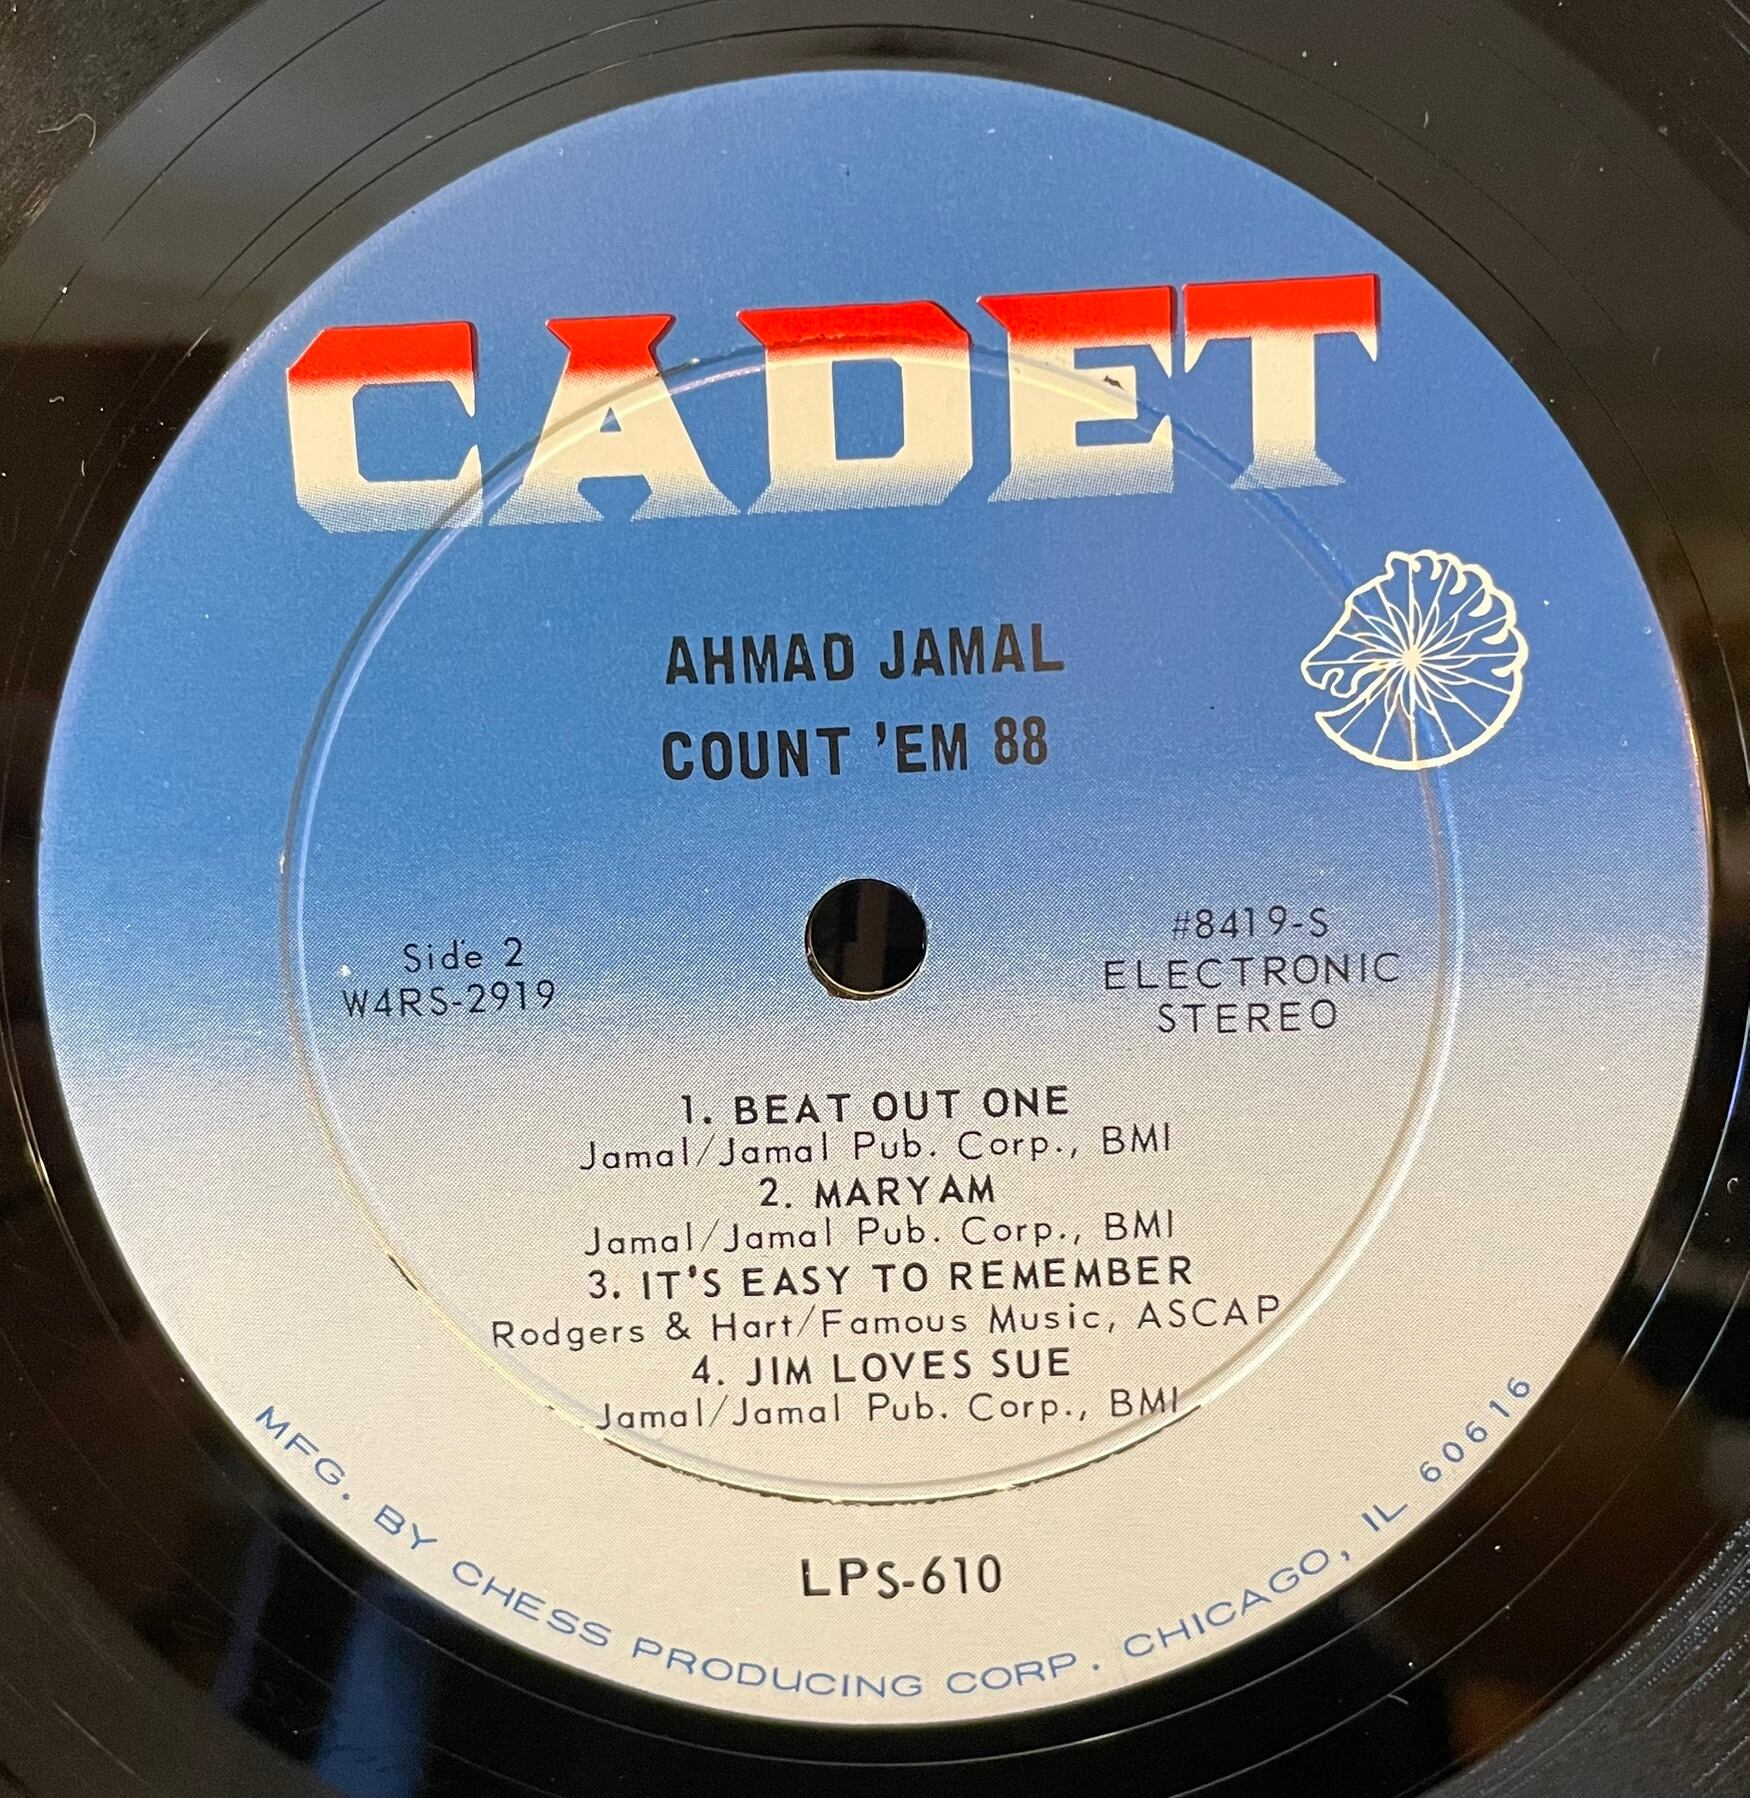 CADET
AHMAD JAMAL
COUNT 'EM 88
Side 2
W4RS-2919
#8419-S
ELECTRONIC
STEREO
1. BEAT OUT ONE
Jamal/Jamal Pub. Corp., BMI
2. MARYAM
Jamal/Jamal Pub. Corp., BMI
3. IT'S EASY TO REMEMBER
Rodgers & Hart/Famous Music, ASCAP
4. JIM LOVES SUE
Jamal/Jamal Pub. Corp., BMI
LPS-610
MFG. BY CHESS PRODUCING CORP. CHICAGO, IL 60616